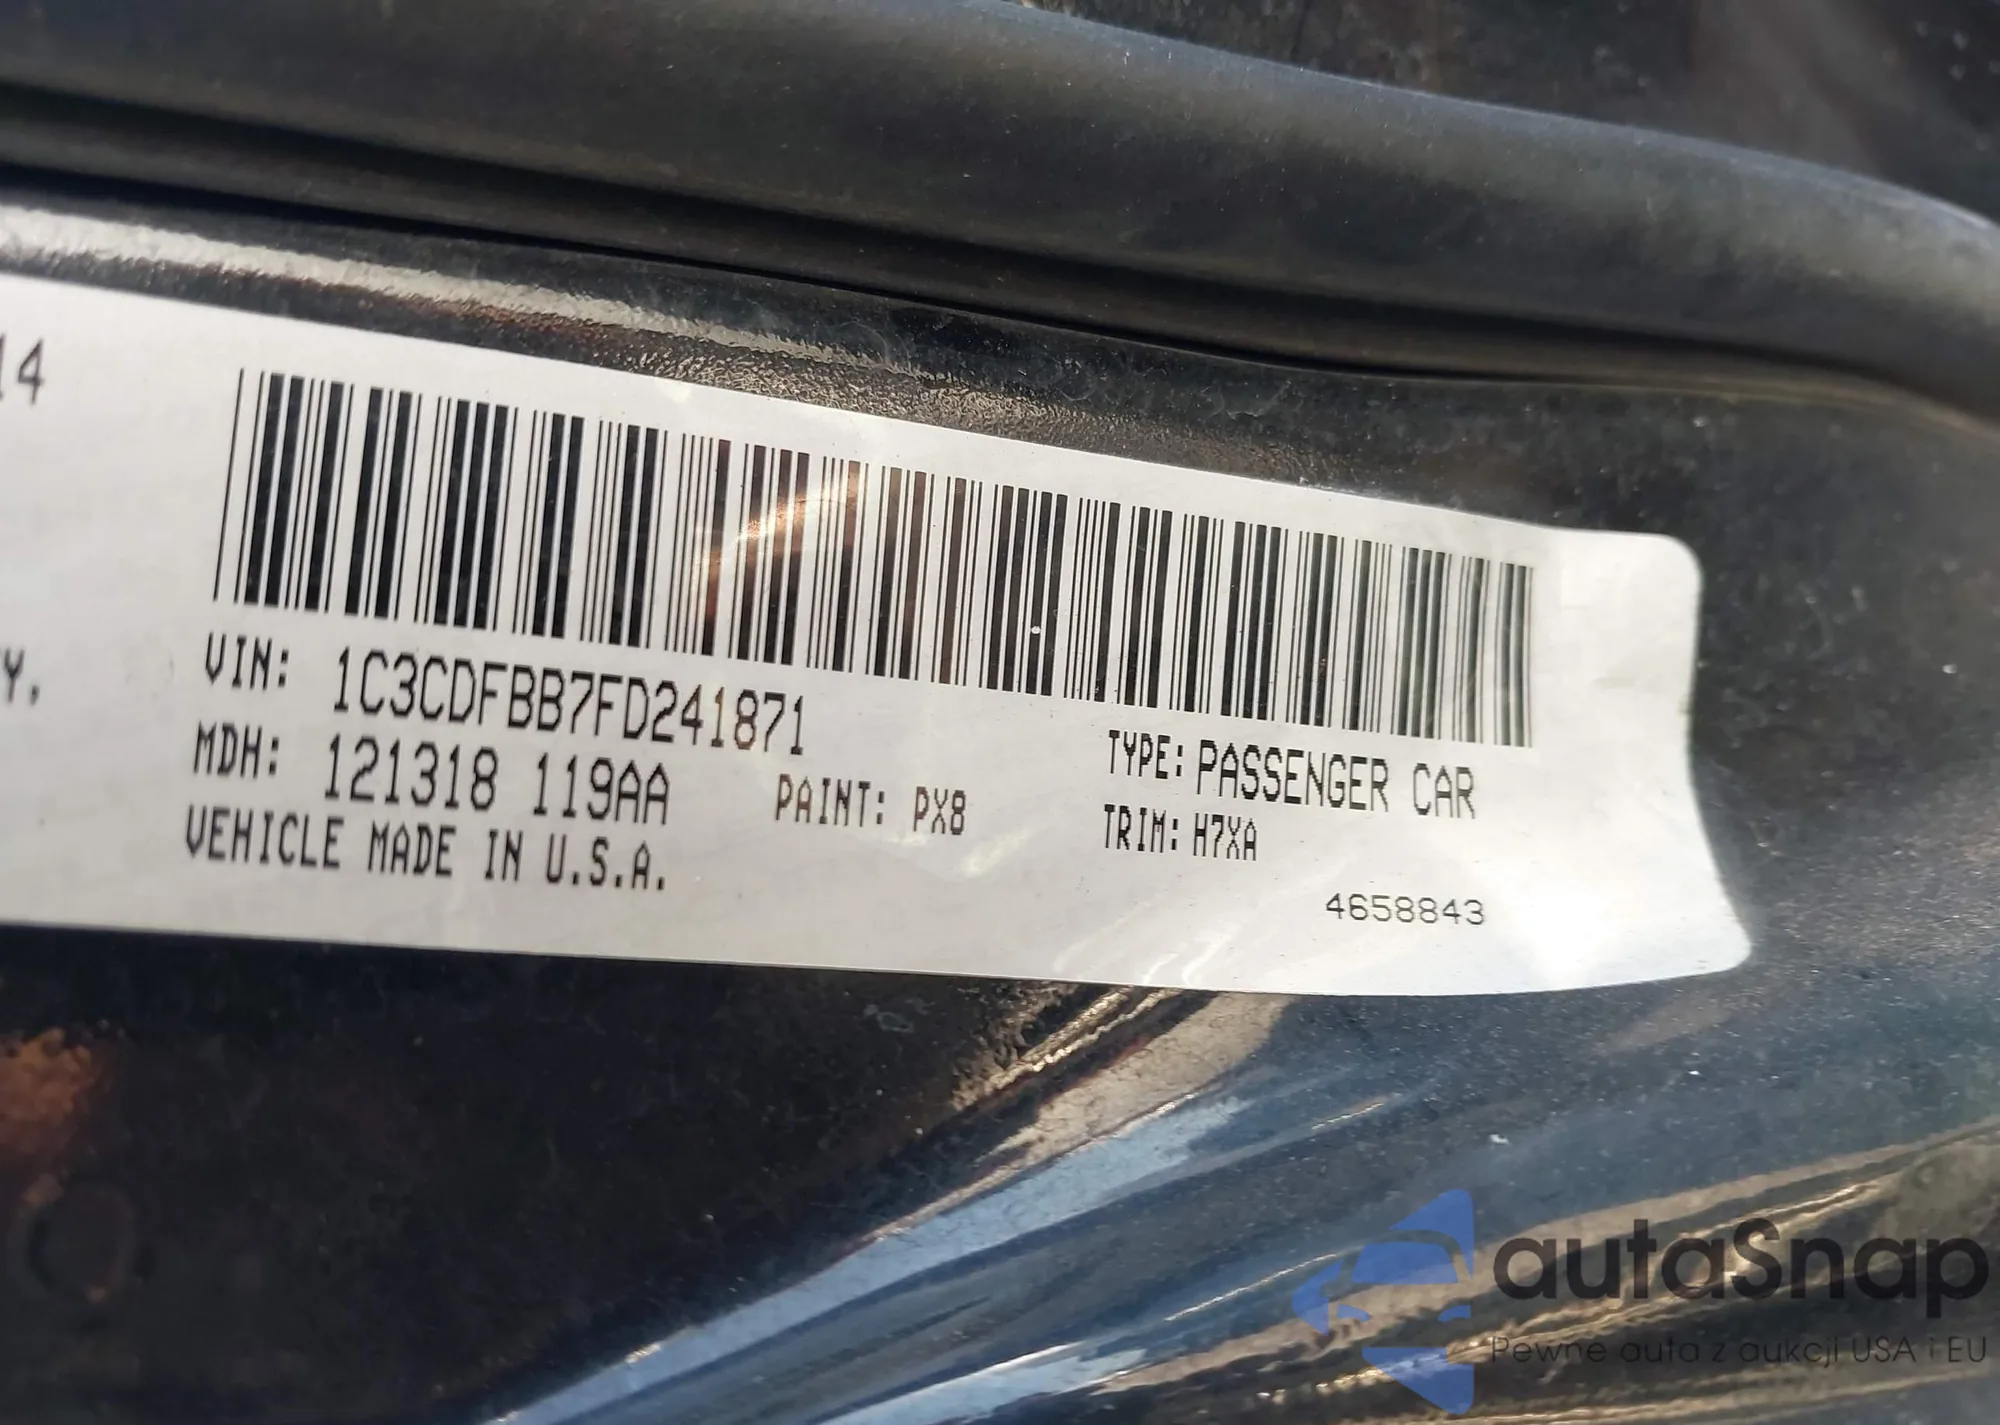 14
Y,
VIN: 1C3CDFBB7FD241871
MDH: 121318 119AA PAINT: PX8
VEHICLE MADE IN U.S.A.
TYPE: PASSENGER CAR
TRIM: H7XA
4658843
autaSnap
Pewne auta z aukcji USA i EU